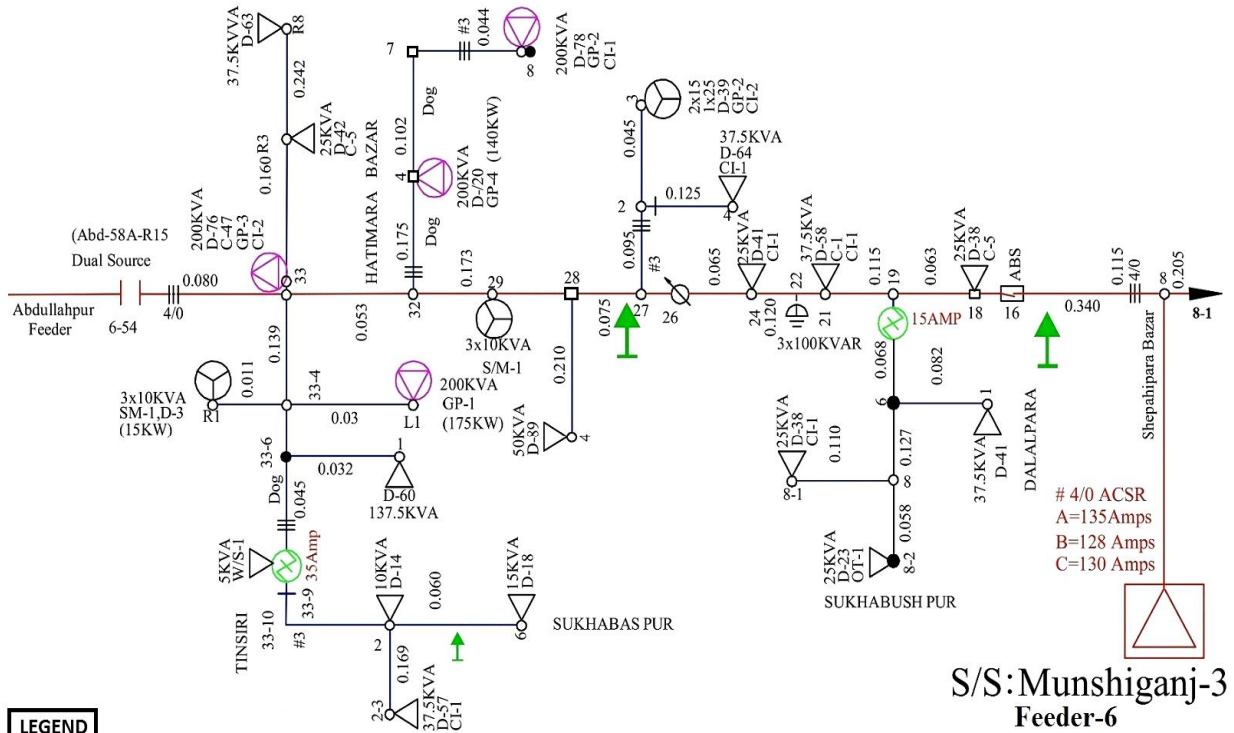 37.5KVVA
D-63
R8
0.242
R3
25KVA
D-42
C-5
0.160
200KVA
D-76
C-47
GP-3
CI-2
33
(Abd-58A-R15
Dual Source
Abdullahpur
Feeder
6-54
4/0
0.080
0.053
HATIMARA BAZAR
7
#3
0.044
8
200KVA
D-78
GP-2
CI-1
Dog
0.102
4
200KVA
D-/20
GP-4 (140KW)
0.175
Dog
32
0.173
29
3x10KVA
S/M-1
28
0.210
50KVA
D-89
4
0.075
27
0.095
#3
2
0.045
3
2x15
1x25
D-39
GP-2
CI-2
0.125
37.5KVA
D-64
CI-1
4
26
0.065
25KVA
D-41
CI-1
24
0.120
22
3x100KVAR
37.5KVA
D-58
C-1
CI-1
21
0.115
19
15AMP
0.063
25KVA
D-38
C-5
18
ABS
16
0.340
0.115
4/0
8
0.205
8-1
Shepahipara Bazar
0.068
0.082
6
1
37.5KVA
D-41
DALALPARA
0.127
0.110
25KVA
D-38
CI-1
8-1
8
0.058
25KVA
D-23
OT-1
8-2
SUKHABUSH PUR
0.139
3x10KVA
SM-1,D-3
(15KW)
0.011
R1
33-4
0.03
L1
200KVA
GP-1
(175KW)
33-6
0.032
1
D-60
137.5KVA
Dog
0.045
5KVA
W/S-1
35Amp
33-9
33-10
#3
TINSIRI
10KVA
D-14
2
0.060
15KVA
D-18
6
SUKHABAS PUR
0.169
2-3
37.5KVA
D-57
CI-1
# 4/0 ACSR
A=135Amps
B=128 Amps
C=130 Amps
S/S:Munshiganj-3
Feeder-6
LEGEND